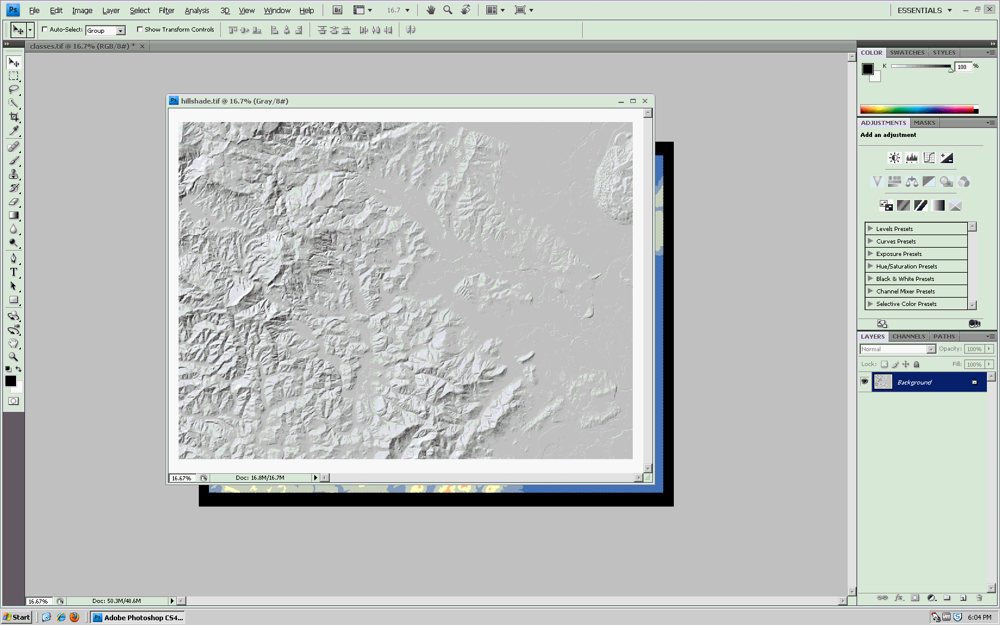 Ps File Edit Image Layer Select Filter Analysis 3D View Window Help Br 16.7 ESSENTIALS
Auto-Select: Group Show Transform Controls
classes.tif @ 16.7% (RGB/8#) *
COLOR SWATCHES STYLES
K 100 %
Ps hillshade.tif @ 16.7% (Gray/8#)
ADJUSTMENTS MASKS
Add an adjustment
Levels Presets
Curves Presets
Exposure Presets
Hue/Saturation Presets
Black & White Presets
Channel Mixer Presets
Selective Color Presets
LAYERS CHANNELS PATHS
Normal Opacity: 100%
Lock: Fill: 100%
Background
16.67% Doc: 16.8M/16.7M
16.67% Doc: 50.3M/48.6M
Start Ps Adobe Photoshop CS4... vm 6:04 PM